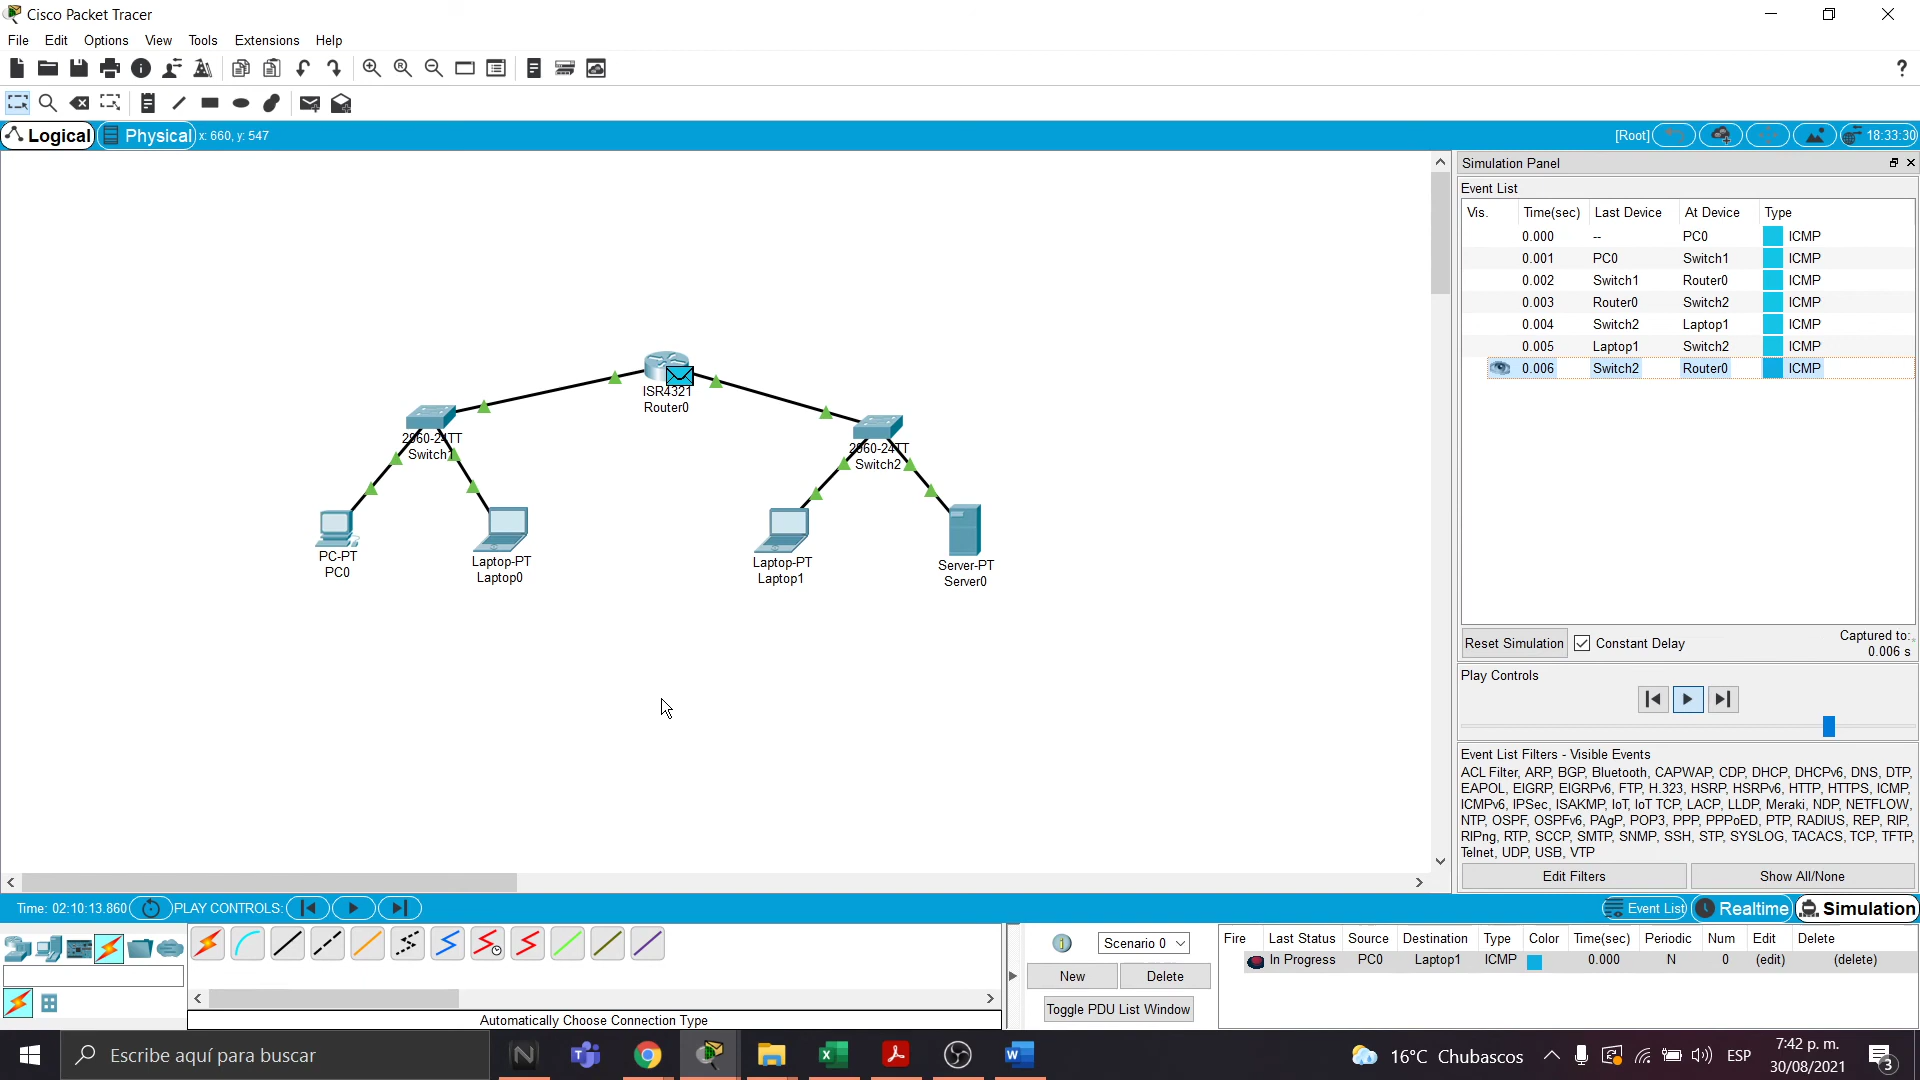 Cisco Packet Tracer
File Edit Options View Tools Extensions Help
?
Logical Physical x: 660, y: 547 [Root] 18:33:30
Simulation Panel
Event List
Vis. Time(sec) Last Device At Device Type
0.000 -- PC0 ICMP
0.001 PC0 Switch1 ICMP
0.002 Switch1 Router0 ICMP
0.003 Router0 Switch2 ICMP
0.004 Switch2 Laptop1 ICMP
0.005 Laptop1 Switch2 ICMP
0.006 Switch2 Router0 ICMP
ISR4321
Router0
2960-24TT
Switch1
2960-24TT
Switch2
PC-PT
PC0
Laptop-PT
Laptop0
Laptop-PT
Laptop1
Server-PT
Server0
Reset Simulation Constant Delay Captured to:
0.006 s
Play Controls
Event List Filters - Visible Events
ACL Filter, ARP, BGP, Bluetooth, CAPWAP, CDP, DHCP, DHCPv6, DNS, DTP,
EAPOL, EIGRP, EIGRPv6, FTP, H.323, HSRP, HSRPv6, HTTP, HTTPS, ICMP,
ICMPv6, IPSec, ISAKMP, IoT, IoT TCP, LACP, LLDP, Meraki, NDP, NETFLOW,
NTP, OSPF, OSPFv6, PAgP, POP3, PPP, PPPoED, PTP, RADIUS, REP, RIP,
RIPng, RTP, SCCP, SMTP, SNMP, SSH, STP, SYSLOG, TACACS, TCP, TFTP,
Telnet, UDP, USB, VTP
Edit Filters Show All/None
Time: 02:10:13.860 PLAY CONTROLS: Event List Realtime Simulation
Scenario 0
New Delete
Toggle PDU List Window
Fire Last Status Source Destination Type Color Time(sec) Periodic Num Edit Delete
In Progress PC0 Laptop1 ICMP 0.000 N 0 (edit) (delete)
Automatically Choose Connection Type
Escribe aquí para buscar
16°C Chubascos ESP
7:42 p. m.
30/08/2021
3